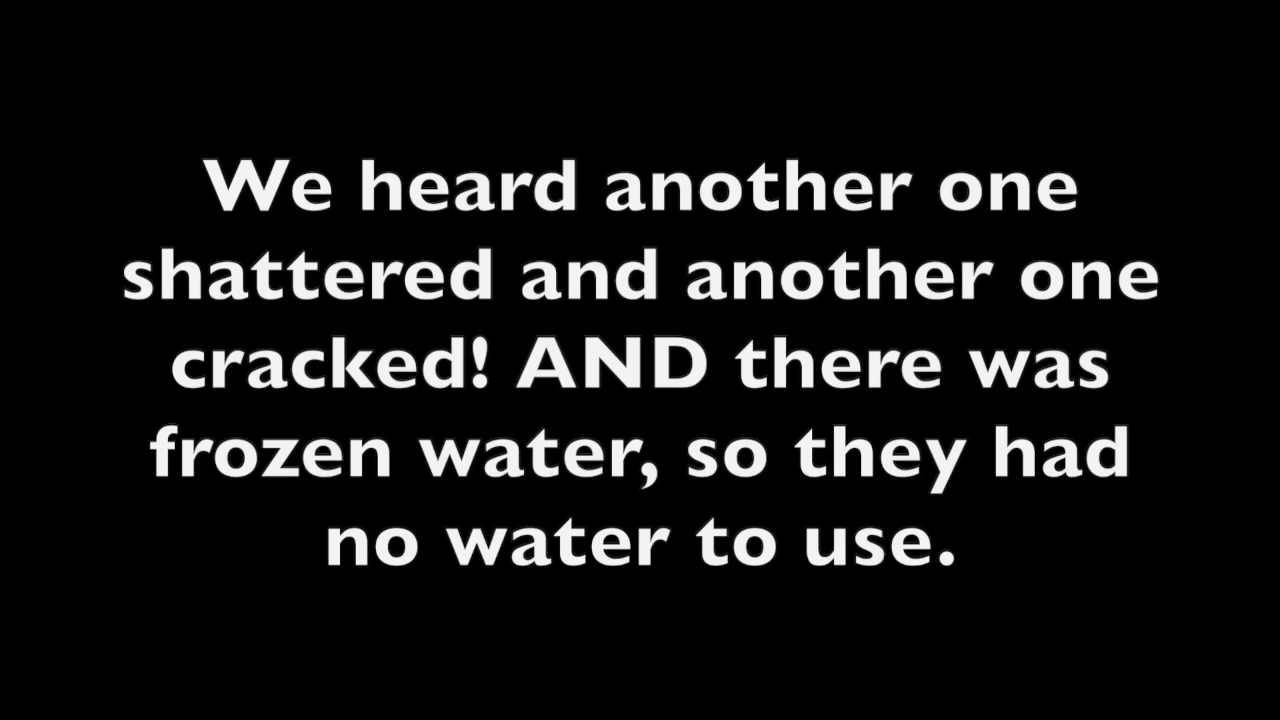 We heard another one
shattered and another one
cracked! AND there was
frozen water, so they had
no water to use.